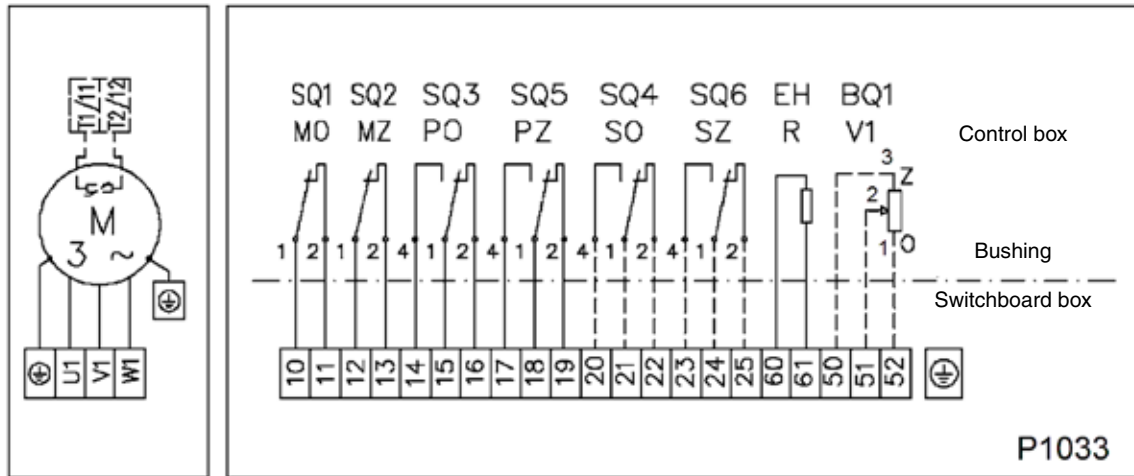 T1/11 T2/12
M
3 ~
U1 V1 W1
SQ1 SQ2 SQ3 SQ5 SQ4 SQ6 EH BQ1
MO MZ PO PZ SO SZ R V1
Control box
3 Z
2
1 2 1 2 4 1 2 4 1 2 4 1 2 4 1 2 1 O
Bushing
Switchboard box
10 11 12 13 14 15 16 17 18 19 20 21 22 23 24 25 60 61 50 51 52
P1033